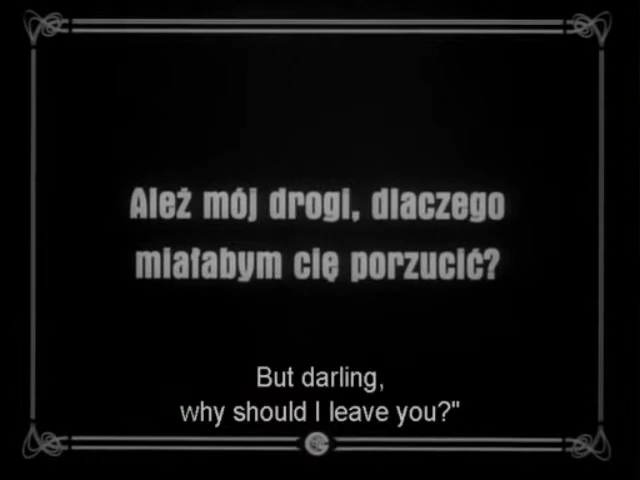 Ależ mój drogi, dlaczego
miałabym cię porzucić?
But darling,
why should I leave you?"